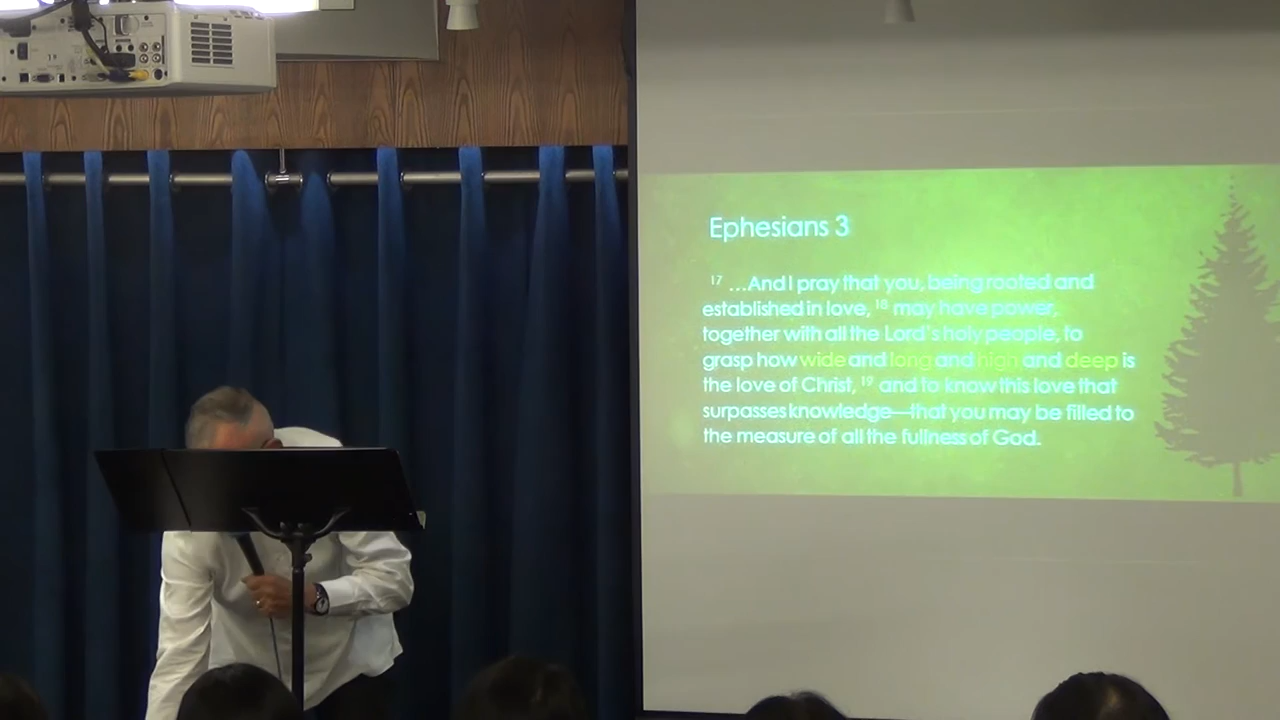 Ephesians 3
17 ...And I pray that you, being rooted and
established in love, 18 may have power,
together with all the Lord's holy people, to
grasp how wide and long and high and deep is
the love of Christ, 19 and to know this love that
surpasses knowledge—that you may be filled to
the measure of all the fullness of God.